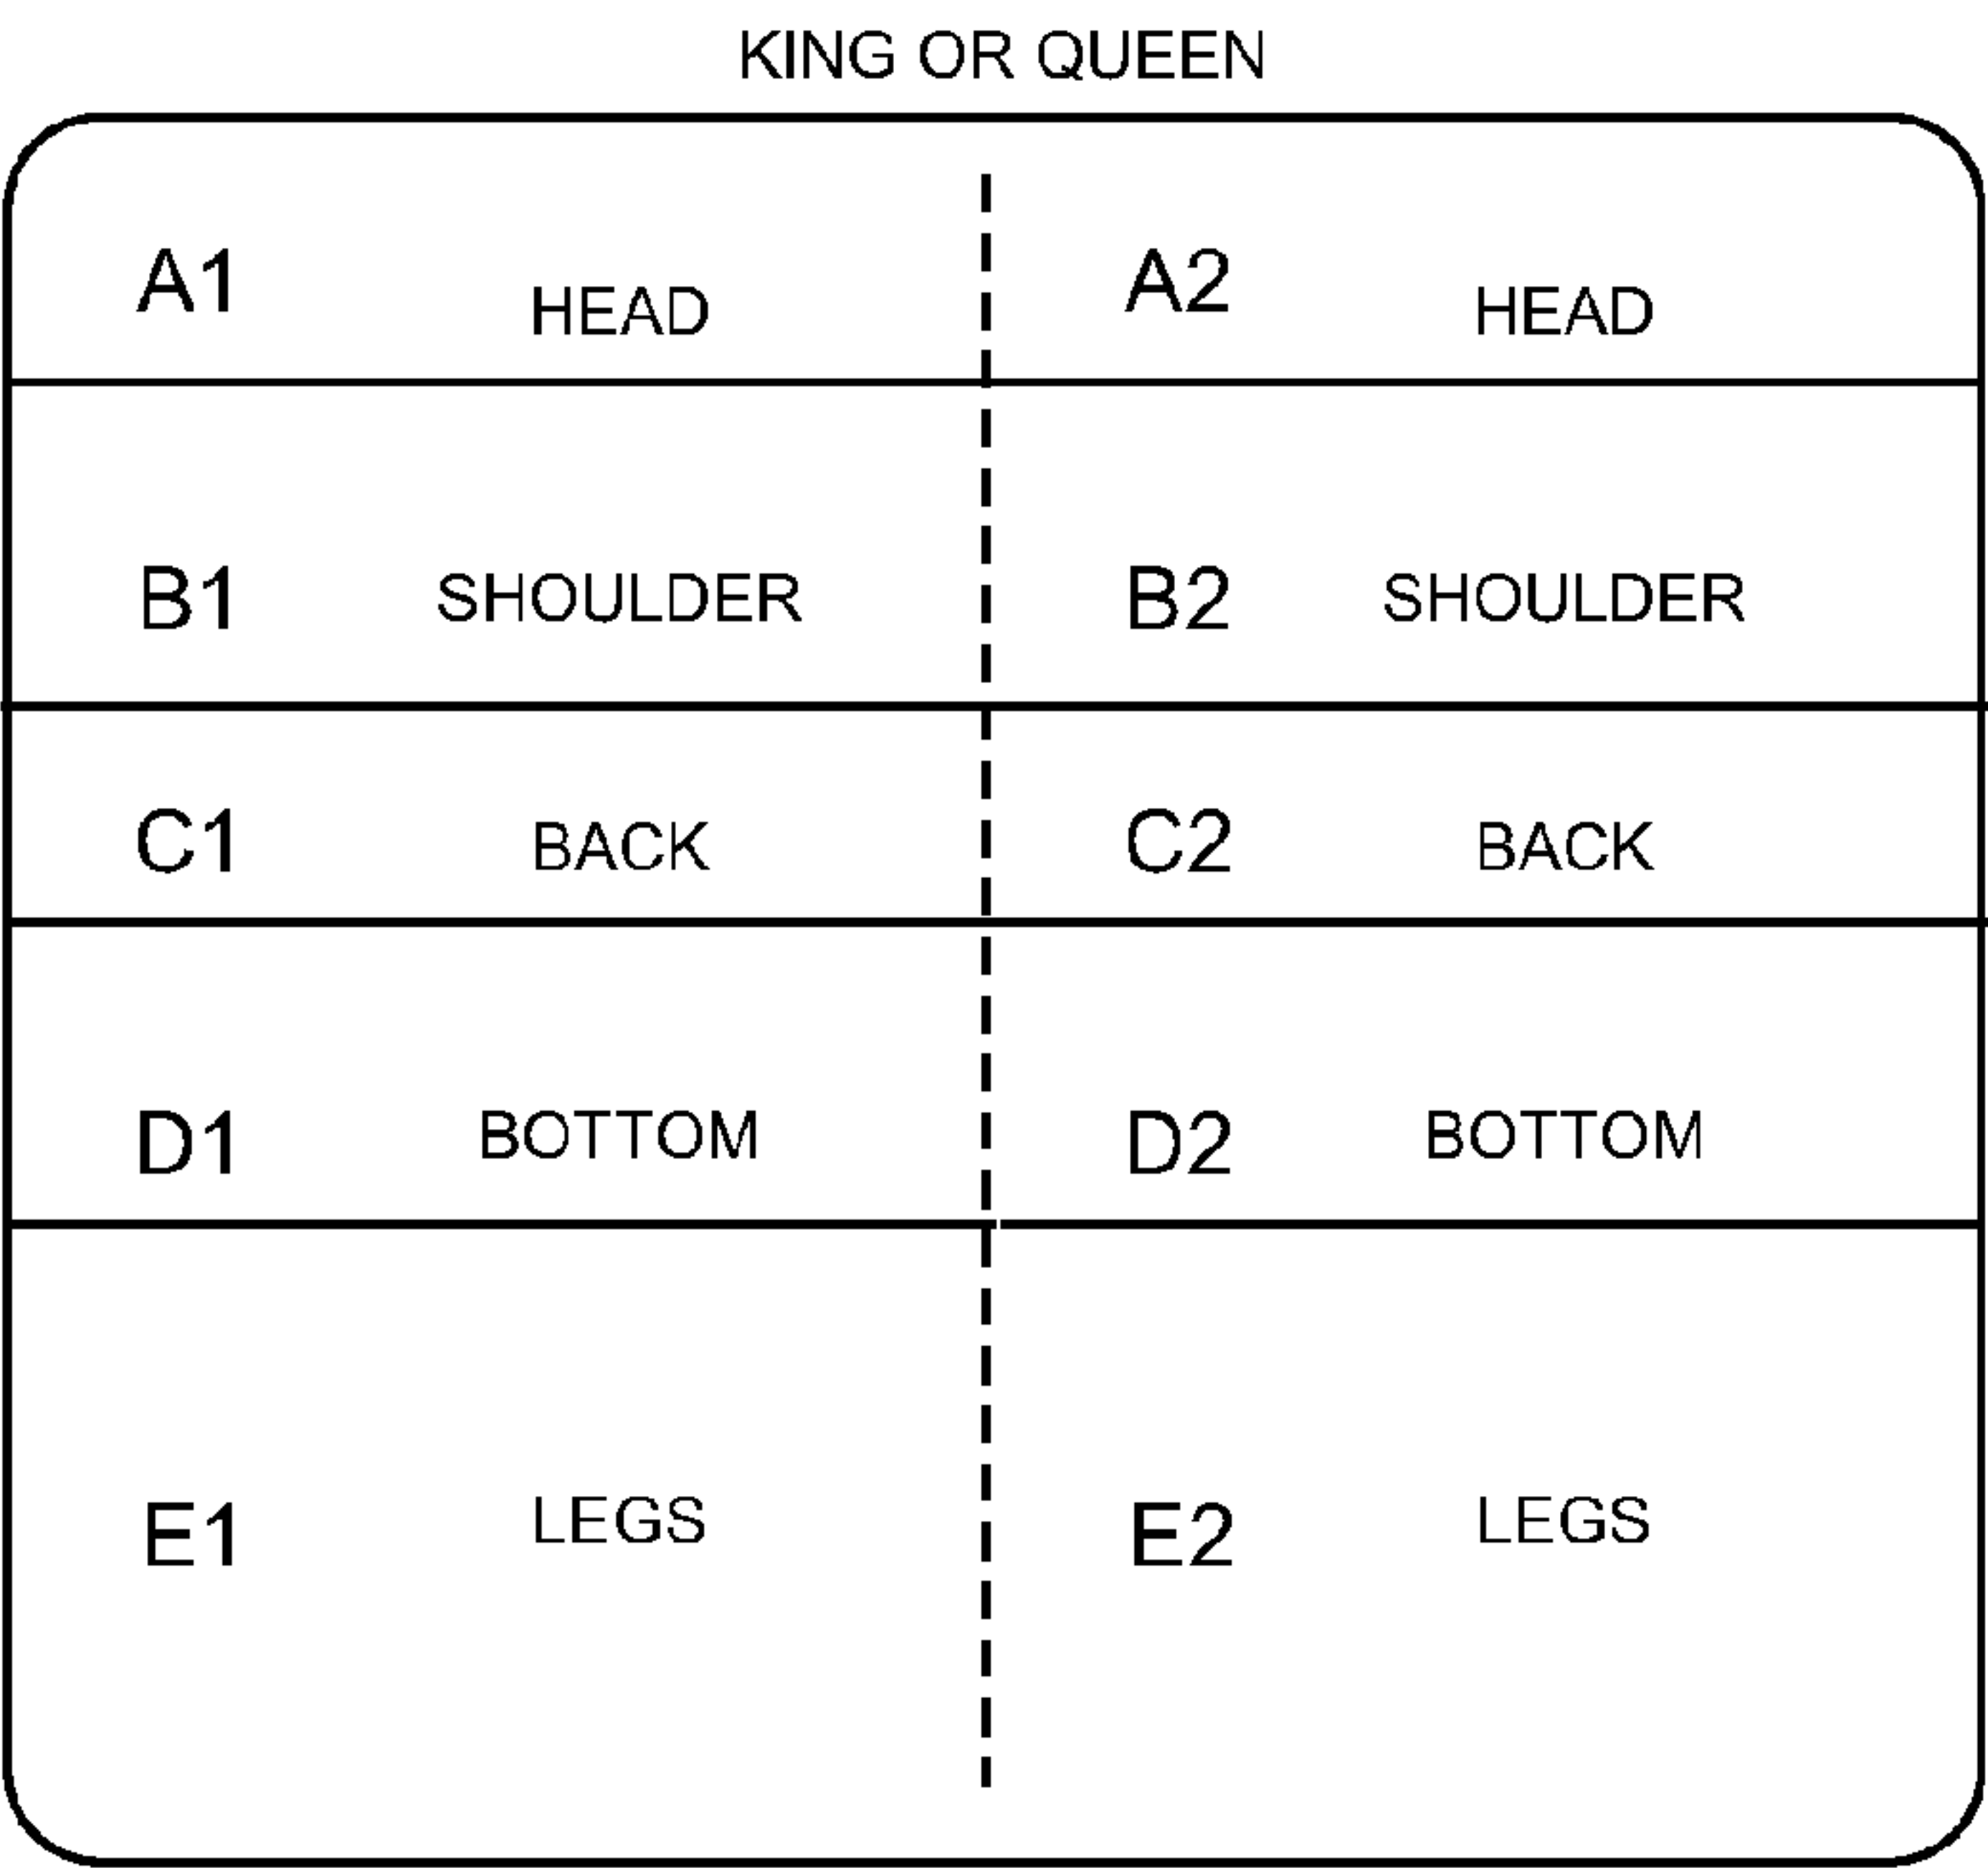 KING OR QUEEN
A1 HEAD A2 HEAD
B1 SHOULDER B2 SHOULDER
C1 BACK C2 BACK
D1 BOTTOM D2 BOTTOM
E1 LEGS E2 LEGS